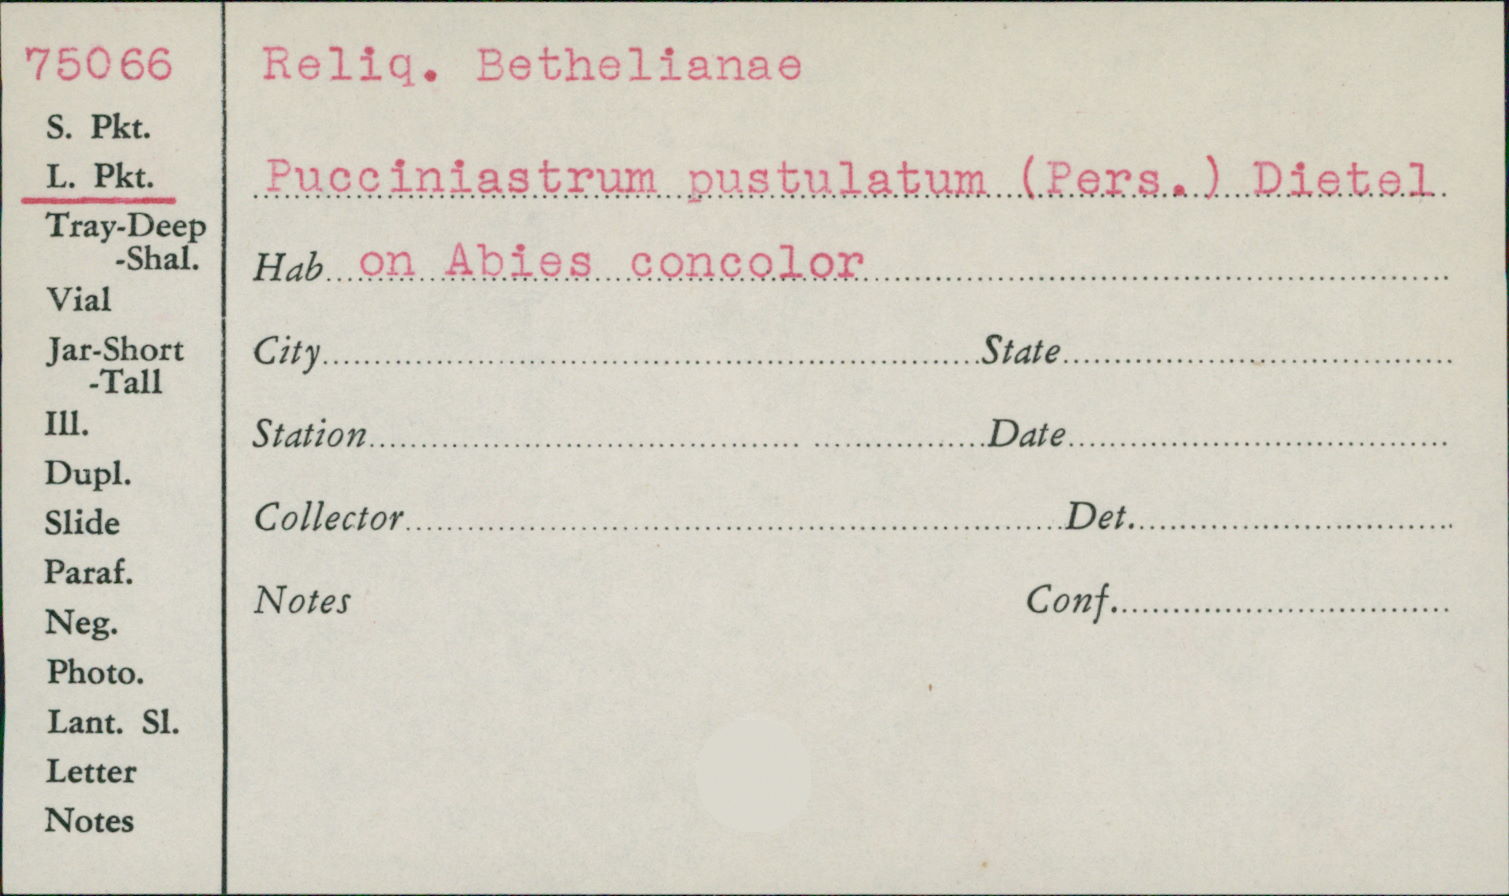 75066
S. Pkt.
L. Pkt.
Tray-Deep
-Shal.
Vial
Jar-Short
-Tall
Ill.
Dupl.
Slide
Paraf.
Neg.
Photo.
Lant. Sl.
Letter
Notes
Reliq. Bethelianae
Pucciniastrum pustulatum (Pers.) Dietel
Hab on Abies concolor
City State
Station Date
Collector Det.
Notes Conf.